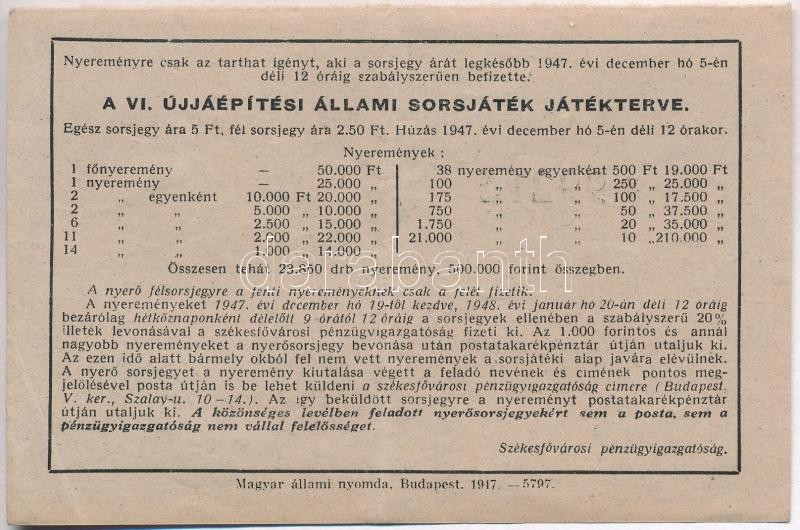 Nyereményre csak az tarthat igényt, aki a sorsjegy árát legkésőbb 1947. évi december hó 5-én
déli 12 óráig szabályszerűen befizette.
A VI. ÚJJÁÉPÍTÉSI ÁLLAMI SORSJÁTÉK JÁTÉKTERVE.
Egész sorsjegy ára 5 Ft, fél sorsjegy ára 2.50 Ft. Húzás 1947. évi december hó 5-én déli 12 órakor.
Nyeremények :
1 főnyeremény — 50.000 Ft
1 nyeremény — 25.000 „
2 „ egyenként 10.000 Ft 20.000 „
2 „ „ 5.000 „ 10.000 „
6 „ „ 2.500 „ 15.000 „
11 „ „ 2.000 „ 22.000 „
14 „ „ 1.000 „ 14.000 „
38 nyeremény egyenként 500 Ft 19.000 Ft
100 „ „ 250 „ 25.000 „
175 „ „ 100 „ 17.500 „
750 „ „ 50 „ 37.500 „
1.750 „ „ 20 „ 35.000 „
21.000 „ „ 10 „ 210.000 „
Összesen tehát 23.850 drb nyeremény, 500.000 forint összegben.
A nyerő félsorsjegyre a fenti nyereményeknek csak a felét fizetik.
A nyereményeket 1947. évi december hó 19-től kezdve, 1948. évi január hó 20-án déli 12 óráig
bezárólag hétköznaponként délelőtt 9 órától 12 óráig a sorsjegyek ellenében a szabályszerű 20%
illeték levonásával a székesfővárosi pénzügyigazgatóság fizeti ki. Az 1.000 forintos és annál
nagyobb nyereményeket a nyerősorsjegy bevonása után postatakarékpénztár útján utaljuk ki.
Az ezen idő alatt bármely okból fel nem vett nyeremények a sorsjátéki alap javára elévülnek.
A nyerő sorsjegyet a nyeremény kiutalása végett a feladó nevének és címének pontos meg-
jelölésével posta útján is be lehet küldeni a székesfővárosi pénzügyigazgatóság címere (Budapest,
V. ker., Szalay-u. 10-14.). Az így beküldött sorsjegyre a nyereményt postatakarékpénztár
útján utaljuk ki. A közönséges levélben feladott nyerősorsjegyekért sem a posta, sem a
pénzügyigazgatóság nem vállal felelősséget.
Székesfővárosi pénzügyigazgatóság.
Magyar állami nyomda, Budapest. 1947. — 5797.
darabanth